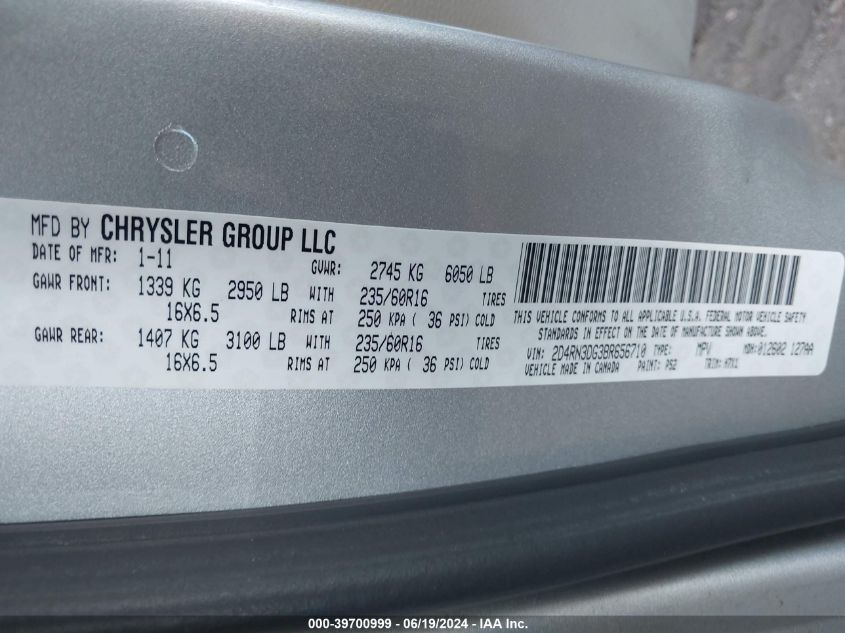 MFD BY CHRYSLER GROUP LLC
DATE OF MFR: 1-11 GVWR: 2745 KG 6050 LB
GAWR FRONT: 1339 KG 2950 LB WITH 235/60R16 TIRES
16X6.5 RIMS AT 250 KPA ( 36 PSI) COLD
GAWR REAR: 1407 KG 3100 LB WITH 235/60R16 TIRES
16X6.5 RIMS AT 250 KPA ( 36 PSI) COLD
THIS VEHICLE CONFORMS TO ALL APPLICABLE U.S.A. FEDERAL MOTOR VEHICLE SAFETY
STANDARDS IN EFFECT ON THE DATE OF MANUFACTURE SHOWN ABOVE.
VIN: 2D4RN3DG3BR656710 TYPE: MPV MDH: 012602 127AA
VEHICLE MADE IN CANADA PAINT: PS2 TRIM:
000-39700999 - 06/19/2024 - IAA Inc.